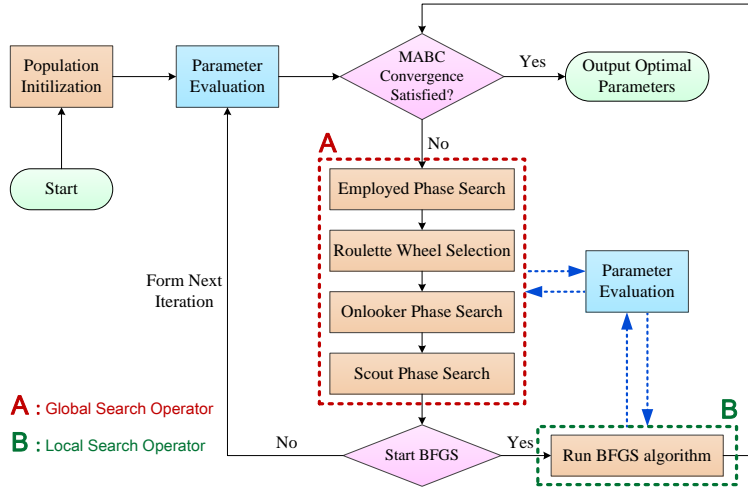 Population
Initilization
Parameter
Evaluation
MABC
Convergence
Satisfied?
Yes
Output Optimal
Parameters
Start
No
A
Employed Phase Search
Roulette Wheel Selection
Onlooker Phase Search
Scout Phase Search
Form Next
Iteration
Parameter
Evaluation
A : Global Search Operator
B : Local Search Operator
No
Start BFGS
Yes
B
Run BFGS algorithm